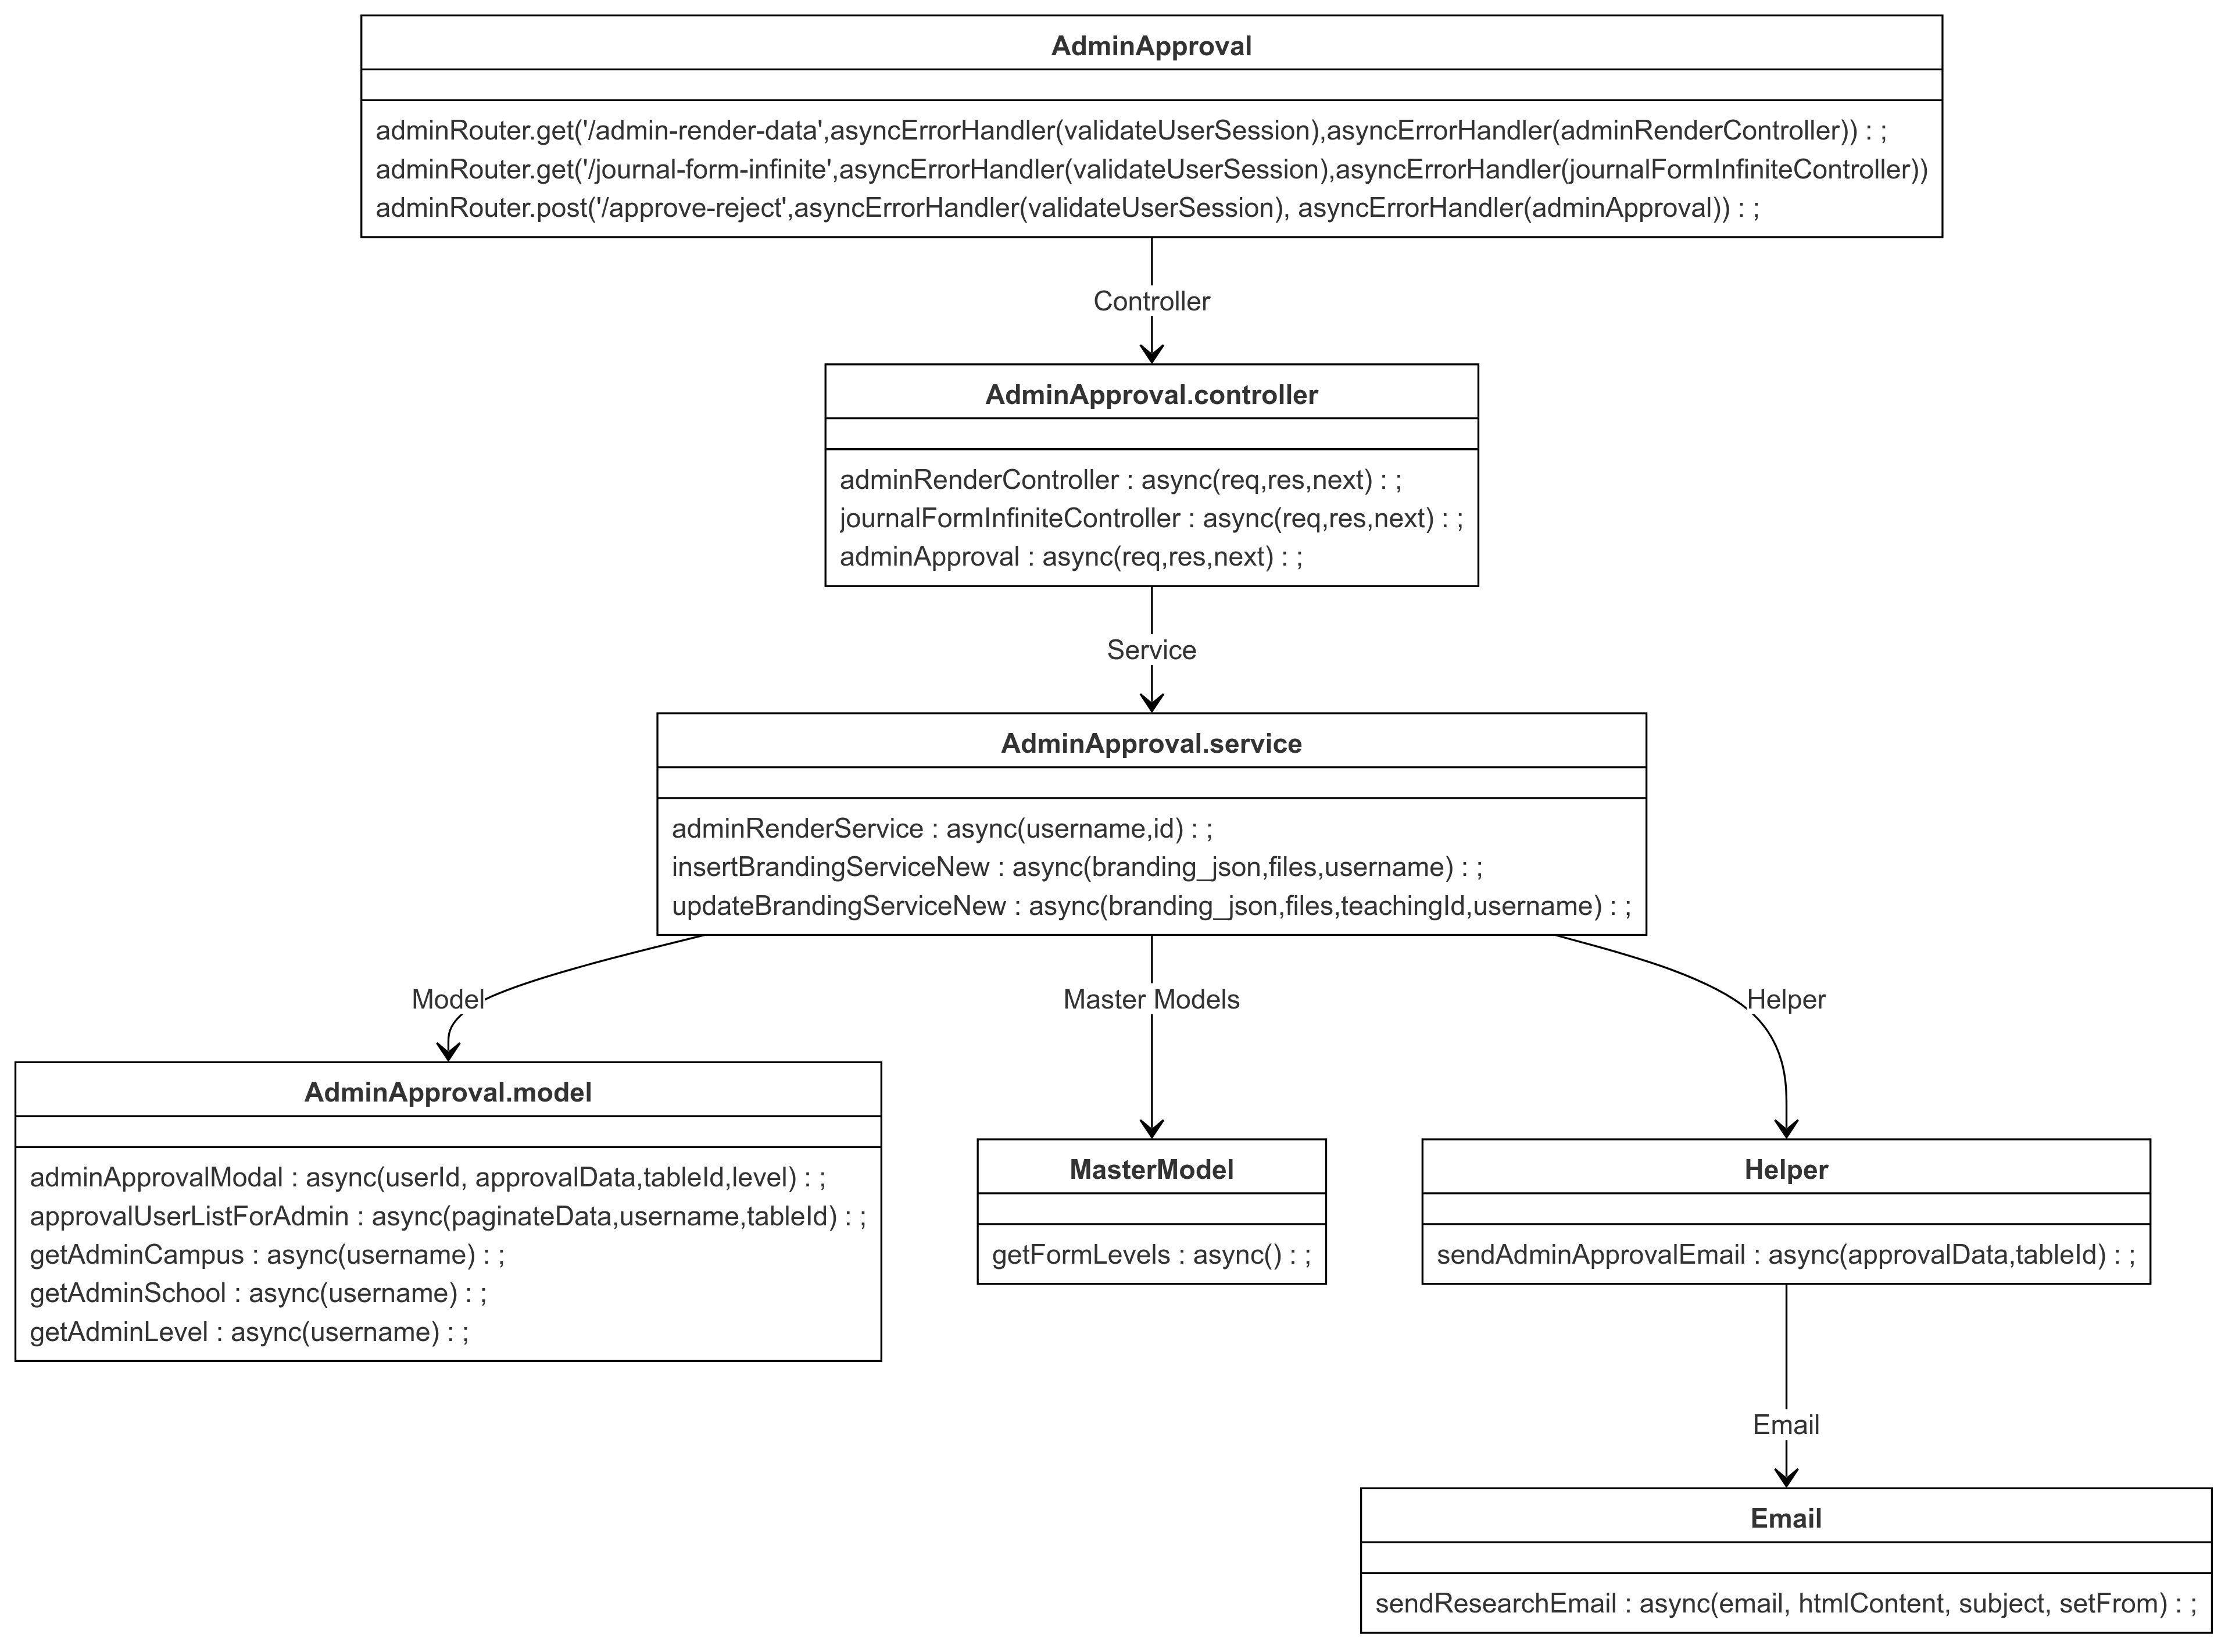 AdminApproval
adminRouter.get('/admin-render-data',asyncErrorHandler(validateUserSession),asyncErrorHandler(adminRenderController)) : ;
adminRouter.get('/journal-form-infinite',asyncErrorHandler(validateUserSession),asyncErrorHandler(journalFormInfiniteController))
adminRouter.post('/approve-reject',asyncErrorHandler(validateUserSession), asyncErrorHandler(adminApproval)) : ;
Controller
AdminApproval.controller
adminRenderController : async(req,res,next) : ;
journalFormInfiniteController : async(req,res,next) : ;
adminApproval : async(req,res,next) : ;
Service
AdminApproval.service
adminRenderService : async(username,id) : ;
insertBrandingServiceNew : async(branding_json,files,username) : ;
updateBrandingServiceNew : async(branding_json,files,teachingId,username) : ;
Model
Master Models
Helper
AdminApproval.model
adminApprovalModal : async(userId, approvalData,tableId,level) : ;
approvalUserListForAdmin : async(paginateData,username,tableId) : ;
getAdminCampus : async(username) : ;
getAdminSchool : async(username) : ;
getAdminLevel : async(username) : ;
MasterModel
getFormLevels : async() : ;
Helper
sendAdminApprovalEmail : async(approvalData,tableId) : ;
Email
Email
sendResearchEmail : async(email, htmlContent, subject, setFrom) : ;